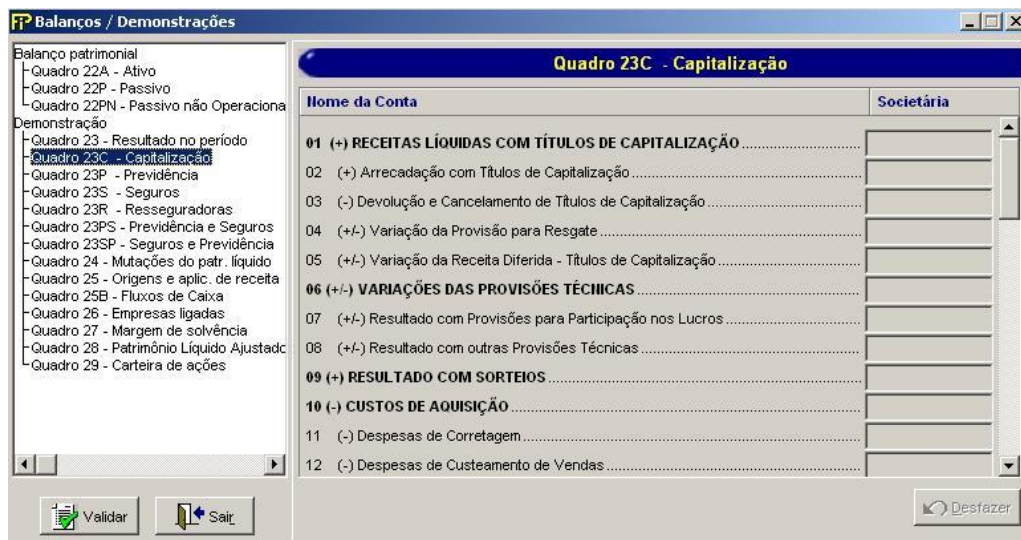 FiP Balanços / Demonstrações
Balanço patrimonial
Quadro 22A - Ativo
Quadro 22P - Passivo
Quadro 22PN - Passivo não Operaciona
Demonstração
Quadro 23 - Resultado no período
Quadro 23C - Capitalização
Quadro 23P - Previdência
Quadro 23S - Seguros
Quadro 23R - Resseguradoras
Quadro 23PS - Previdência e Seguros
Quadro 23SP - Seguros e Previdência
Quadro 24 - Mutações do patr. líquido
Quadro 25 - Origens e aplic. de receita
Quadro 25B - Fluxos de Caixa
Quadro 26 - Empresas ligadas
Quadro 27 - Margem de solvência
Quadro 28 - Patrimônio Líquido Ajustado
Quadro 29 - Carteira de ações
Validar
Sair
Quadro 23C - Capitalização
Nome da Conta Societária
01 (+) RECEITAS LÍQUIDAS COM TÍTULOS DE CAPITALIZAÇÃO
02 (+) Arrecadação com Títulos de Capitalização
03 (-) Devolução e Cancelamento de Títulos de Capitalização
04 (+/-) Variação da Provisão para Resgate
05 (+/-) Variação da Receita Diferida - Títulos de Capitalização
06 (+/-) VARIAÇÕES DAS PROVISÕES TÉCNICAS
07 (+/-) Resultado com Provisões para Participação nos Lucros
08 (+/-) Resultado com outras Provisões Técnicas
09 (+) RESULTADO COM SORTEIOS
10 (-) CUSTOS DE AQUISIÇÃO
11 (-) Despesas de Corretagem
12 (-) Despesas de Custeamento de Vendas
Desfazer